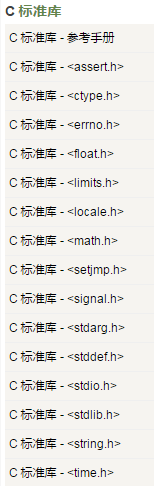 C 标准库
C 标准库 - 参考手册
C 标准库 - <assert.h>
C 标准库 - <ctype.h>
C 标准库 - <errno.h>
C 标准库 - <float.h>
C 标准库 - <limits.h>
C 标准库 - <locale.h>
C 标准库 - <math.h>
C 标准库 - <setjmp.h>
C 标准库 - <signal.h>
C 标准库 - <stdarg.h>
C 标准库 - <stddef.h>
C 标准库 - <stdio.h>
C 标准库 - <stdlib.h>
C 标准库 - <string.h>
C 标准库 - <time.h>